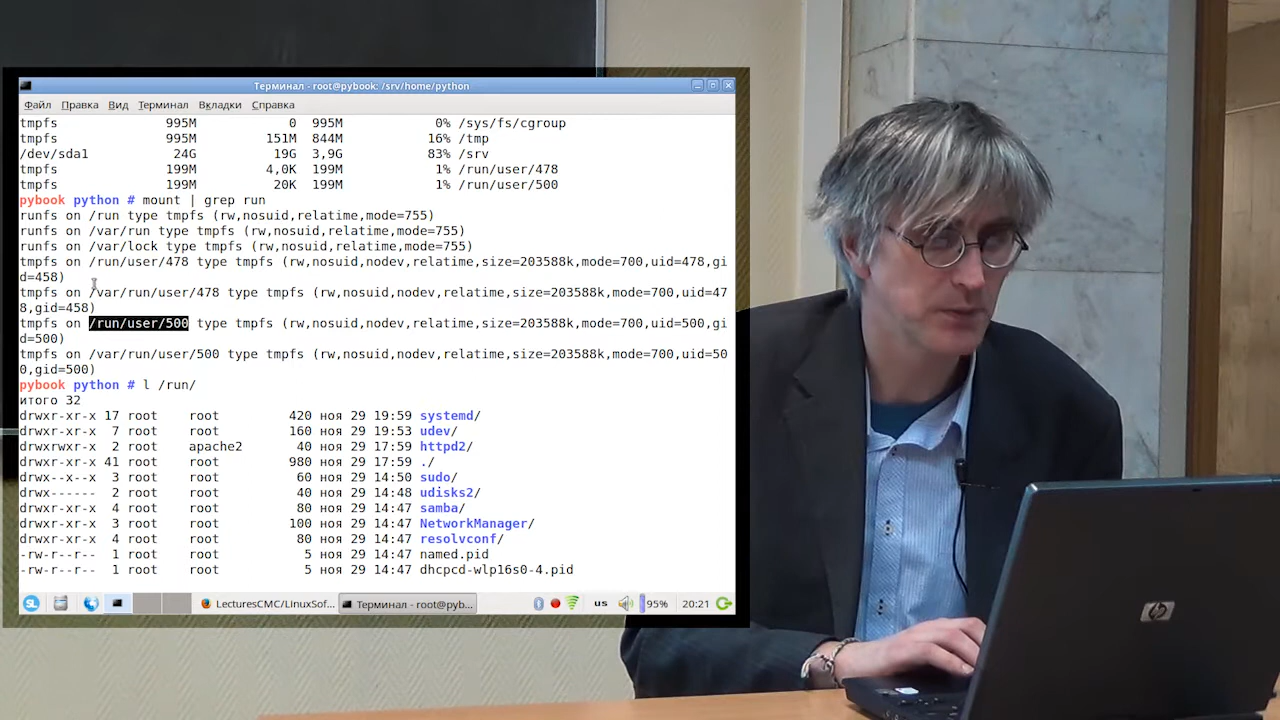 Терминал - root@pybook: /srv/home/python
Файл Правка Вид Терминал Вкладки Справка
tmpfs 995M 0 995M 0% /sys/fs/cgroup
tmpfs 995M 151M 844M 16% /tmp
/dev/sda1 24G 19G 3,9G 83% /srv
tmpfs 199M 4,0K 199M 1% /run/user/478
tmpfs 199M 20K 199M 1% /run/user/500
pybook python # mount | grep run
runfs on /run type tmpfs (rw,nosuid,relatime,mode=755)
runfs on /var/run type tmpfs (rw,nosuid,relatime,mode=755)
runfs on /var/lock type tmpfs (rw,nosuid,relatime,mode=755)
tmpfs on /run/user/478 type tmpfs (rw,nosuid,nodev,relatime,size=203588k,mode=700,uid=478,gi
d=458)
tmpfs on /var/run/user/478 type tmpfs (rw,nosuid,nodev,relatime,size=203588k,mode=700,uid=47
8,gid=458)
tmpfs on /run/user/500 type tmpfs (rw,nosuid,nodev,relatime,size=203588k,mode=700,uid=500,gi
d=500)
tmpfs on /var/run/user/500 type tmpfs (rw,nosuid,nodev,relatime,size=203588k,mode=700,uid=50
0,gid=500)
pybook python # l /run/
итого 32
drwxr-xr-x 17 root root 420 ноя 29 19:59 systemd/
drwxr-xr-x 7 root root 160 ноя 29 19:53 udev/
drwxrwxr-x 2 root apache2 40 ноя 29 17:59 httpd2/
drwxr-xr-x 41 root root 980 ноя 29 17:59 ./
drwx--x--x 3 root root 60 ноя 29 14:50 sudo/
drwx------ 2 root root 40 ноя 29 14:48 udisks2/
drwxr-xr-x 4 root root 80 ноя 29 14:47 samba/
drwxr-xr-x 3 root root 100 ноя 29 14:47 NetworkManager/
drwxr-xr-x 4 root root 80 ноя 29 14:47 resolvconf/
-rw-r--r-- 1 root root 5 ноя 29 14:47 named.pid
-rw-r--r-- 1 root root 5 ноя 29 14:47 dhcpcd-wlp16s0-4.pid
SL LecturesCMC/LinuxSof... Терминал - root@pyb... us 95% 20:21
hp